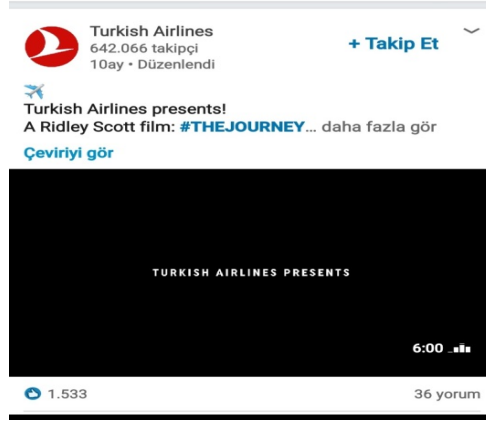 Turkish Airlines
642.066 takipçi
10ay • Düzenlendi
+ Takip Et
Turkish Airlines presents!
A Ridley Scott film: #THEJOURNEY... daha fazla gör
Çeviriyi gör
TURKISH AIRLINES PRESENTS
6:00
1.533
36 yorum